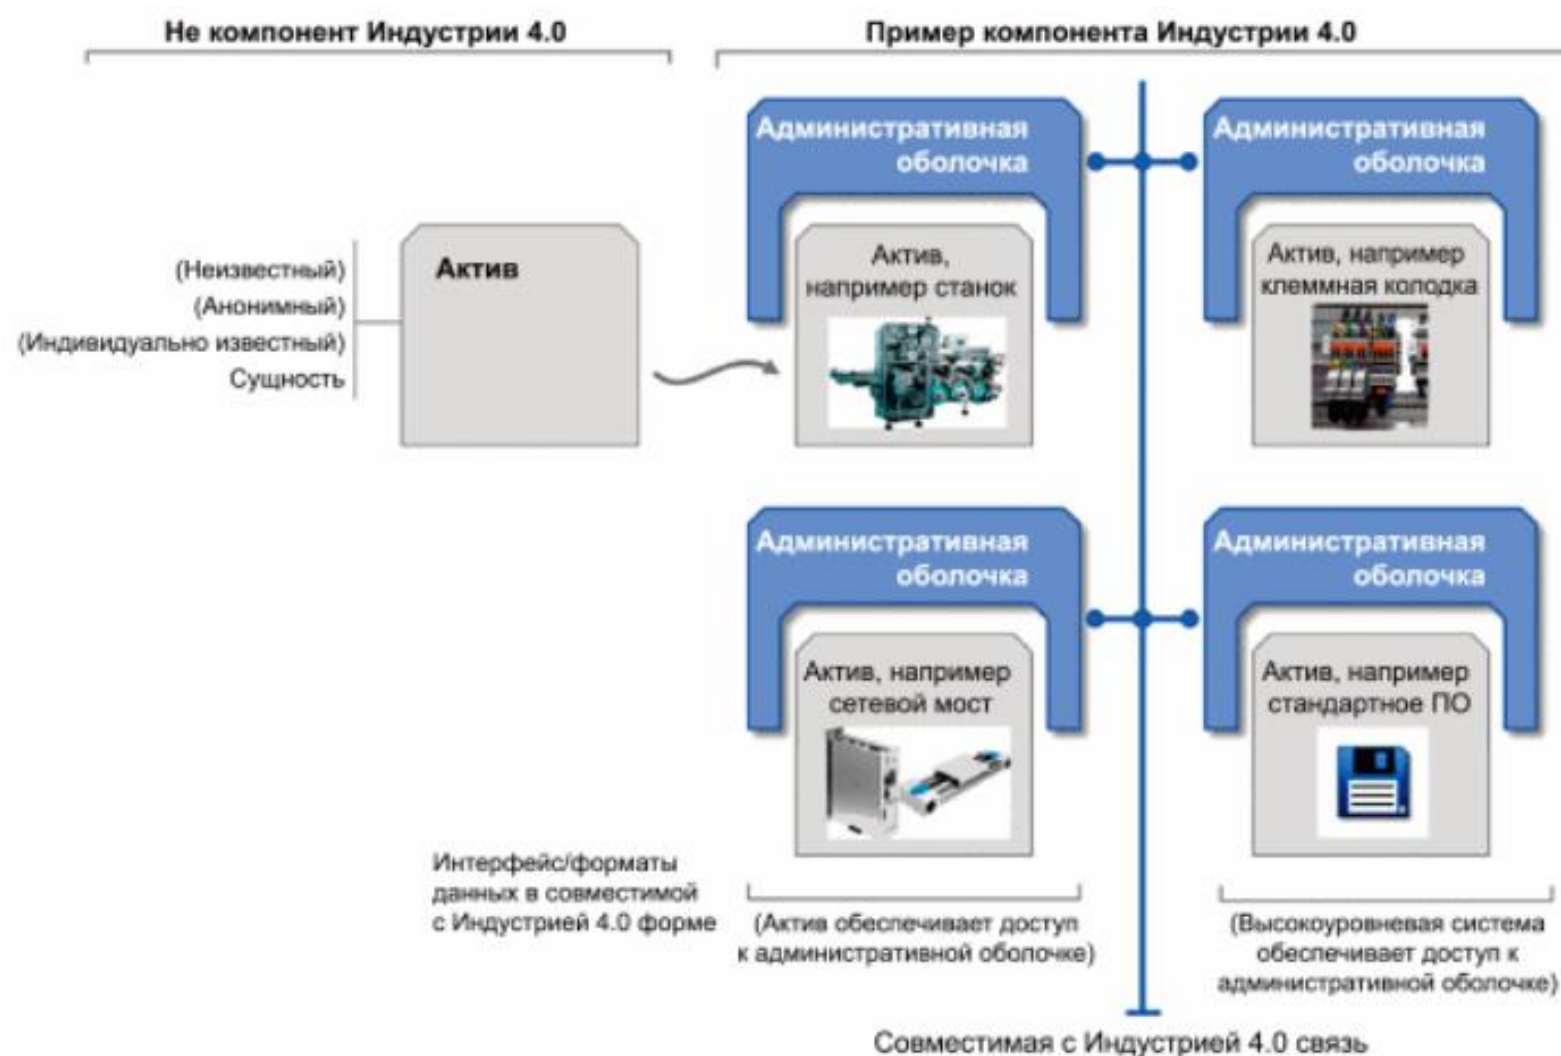 Не компонент Индустрии 4.0
Пример компонента Индустрии 4.0
Административная
оболочка
Административная
оболочка
(Неизвестный)
(Анонимный)
(Индивидуально известный)
Сущность
Актив
Актив,
например станок
Актив, например
клеммная колодка
Административная
оболочка
Административная
оболочка
Актив, например
сетевой мост
Актив, например
стандартное ПО
Интерфейс/форматы
данных в совместимой
с Индустрией 4.0 форме
(Актив обеспечивает доступ
к административной оболочке)
(Высокоуровневая система
обеспечивает доступ к
административной оболочке)
Совместимая с Индустрией 4.0 связь